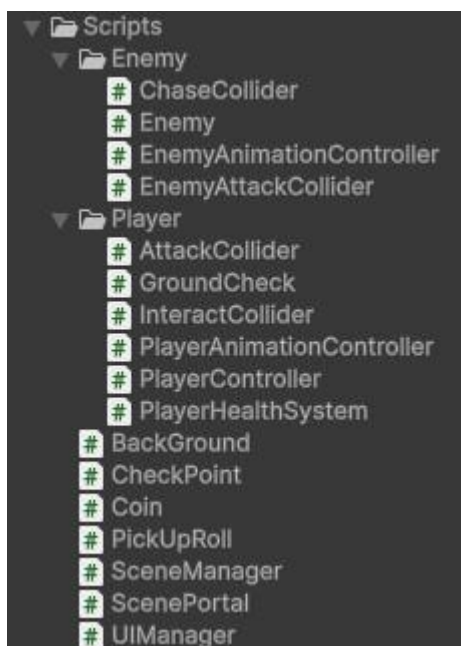 Scripts
Enemy
# ChaseCollider
# Enemy
# EnemyAnimationController
# EnemyAttackCollider
Player
# AttackCollider
# GroundCheck
# InteractCollider
# PlayerAnimationController
# PlayerController
# PlayerHealthSystem
# BackGround
# CheckPoint
# Coin
# PickUpRoll
# SceneManager
# ScenePortal
# UIManager